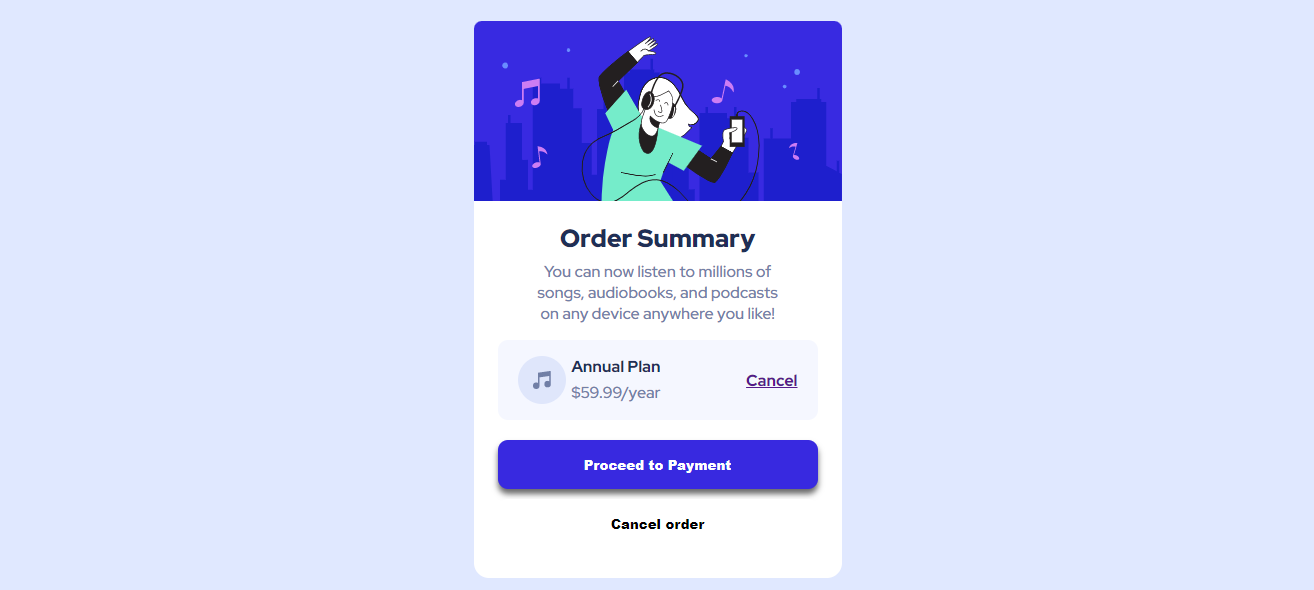 Order Summary
You can now listen to millions of
songs, audiobooks, and podcasts
on any device anywhere you like!
Annual Plan
$59.99/year
Cancel
Proceed to Payment
Cancel order